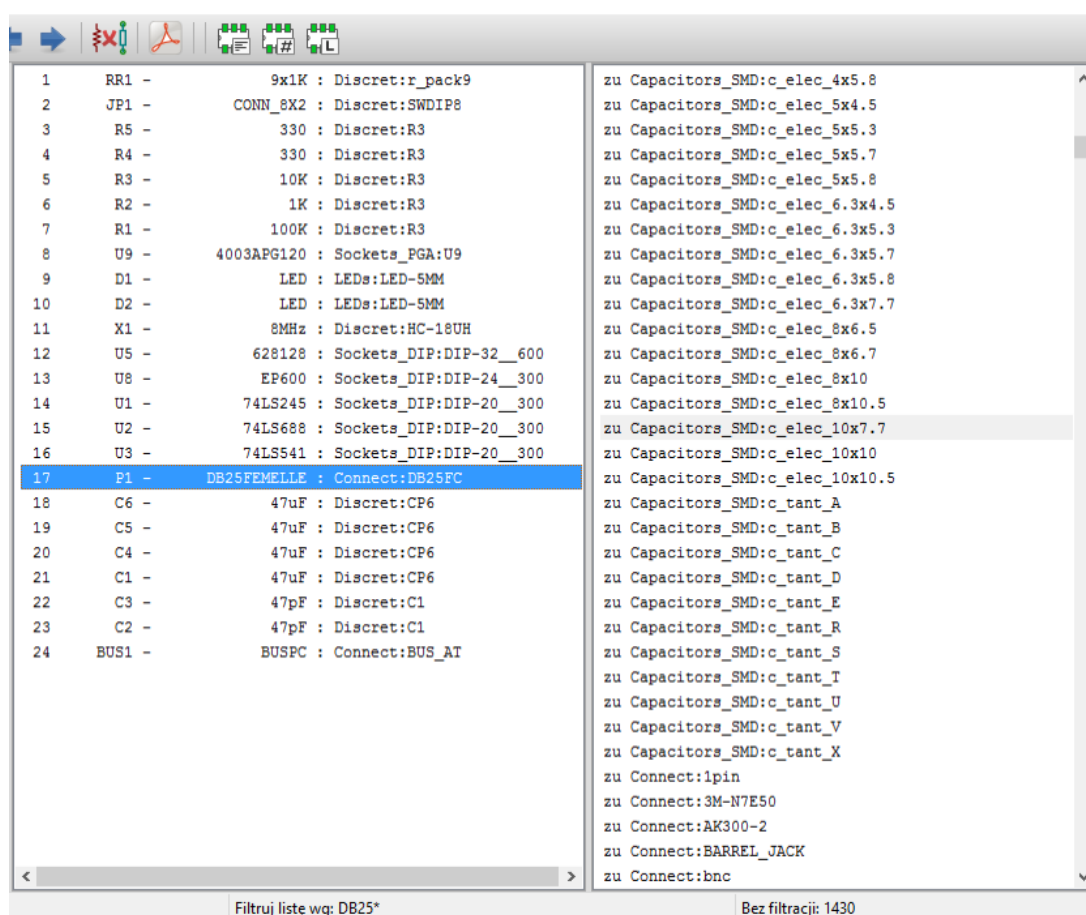 1 RR1 - 9x1K : Discret:r_pack9
2 JP1 - CONN_8X2 : Discret:SWDIP8
3 R5 - 330 : Discret:R3
4 R4 - 330 : Discret:R3
5 R3 - 10K : Discret:R3
6 R2 - 1K : Discret:R3
7 R1 - 100K : Discret:R3
8 U9 - 4003APG120 : Sockets_PGA:U9
9 D1 - LED : LEDs:LED-5MM
10 D2 - LED : LEDs:LED-5MM
11 X1 - 8MHz : Discret:HC-18UH
12 U5 - 628128 : Sockets_DIP:DIP-32__600
13 U8 - EP600 : Sockets_DIP:DIP-24__300
14 U1 - 74LS245 : Sockets_DIP:DIP-20__300
15 U2 - 74LS688 : Sockets_DIP:DIP-20__300
16 U3 - 74LS541 : Sockets_DIP:DIP-20__300
17 P1 - DB25FEMELLE : Connect:DB25FC
18 C6 - 47uF : Discret:CP6
19 C5 - 47uF : Discret:CP6
20 C4 - 47uF : Discret:CP6
21 C1 - 47uF : Discret:CP6
22 C3 - 47pF : Discret:C1
23 C2 - 47pF : Discret:C1
24 BUS1 - BUSPC : Connect:BUS_AT
zu Capacitors_SMD:c_elec_4x5.8
zu Capacitors_SMD:c_elec_5x4.5
zu Capacitors_SMD:c_elec_5x5.3
zu Capacitors_SMD:c_elec_5x5.7
zu Capacitors_SMD:c_elec_5x5.8
zu Capacitors_SMD:c_elec_6.3x4.5
zu Capacitors_SMD:c_elec_6.3x5.3
zu Capacitors_SMD:c_elec_6.3x5.7
zu Capacitors_SMD:c_elec_6.3x5.8
zu Capacitors_SMD:c_elec_6.3x7.7
zu Capacitors_SMD:c_elec_8x6.5
zu Capacitors_SMD:c_elec_8x6.7
zu Capacitors_SMD:c_elec_8x10
zu Capacitors_SMD:c_elec_8x10.5
zu Capacitors_SMD:c_elec_10x7.7
zu Capacitors_SMD:c_elec_10x10
zu Capacitors_SMD:c_elec_10x10.5
zu Capacitors_SMD:c_tant_A
zu Capacitors_SMD:c_tant_B
zu Capacitors_SMD:c_tant_C
zu Capacitors_SMD:c_tant_D
zu Capacitors_SMD:c_tant_E
zu Capacitors_SMD:c_tant_R
zu Capacitors_SMD:c_tant_S
zu Capacitors_SMD:c_tant_T
zu Capacitors_SMD:c_tant_U
zu Capacitors_SMD:c_tant_V
zu Capacitors_SMD:c_tant_X
zu Connect:1pin
zu Connect:3M-N7E50
zu Connect:AK300-2
zu Connect:BARREL_JACK
zu Connect:bnc
Filtruj listę wg: DB25*
Bez filtracji: 1430